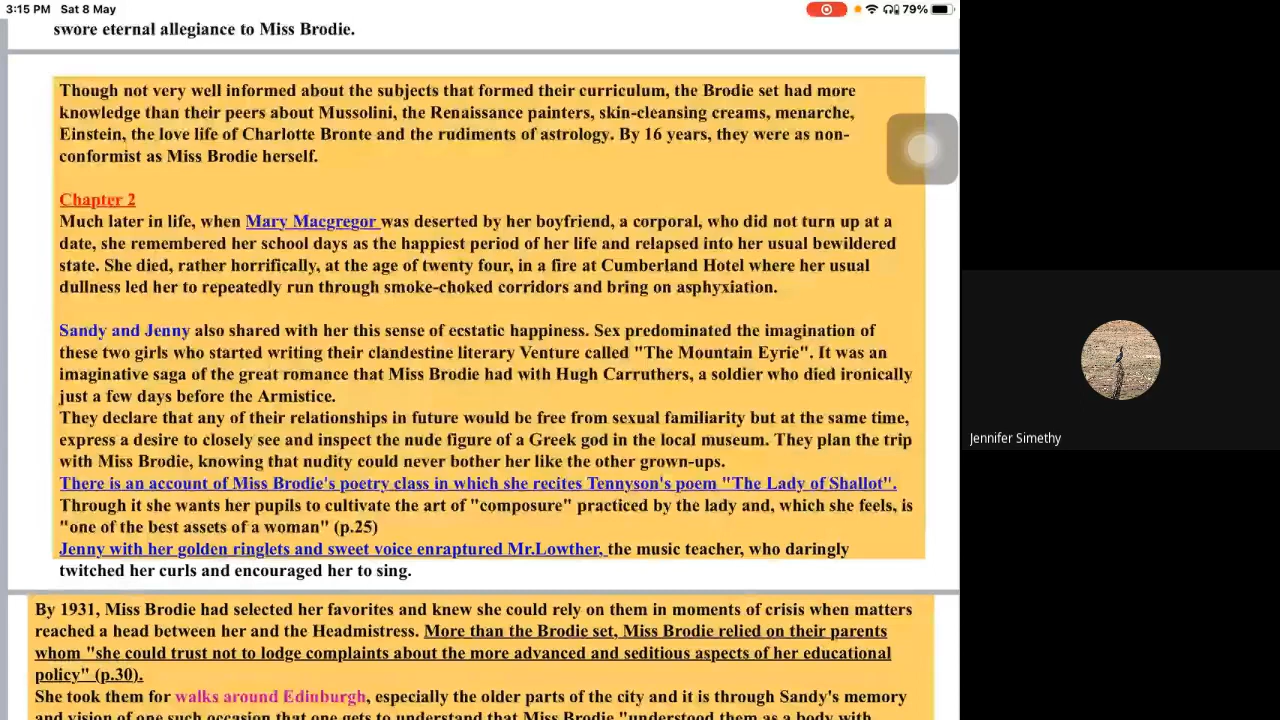 3:15 PM Sat 8 May
79%
swore eternal allegiance to Miss Brodie.
Though not very well informed about the subjects that formed their curriculum, the Brodie set had more
knowledge than their peers about Mussolini, the Renaissance painters, skin-cleansing creams, menarche,
Einstein, the love life of Charlotte Bronte and the rudiments of astrology. By 16 years, they were as non-
conformist as Miss Brodie herself.
Chapter 2
Much later in life, when Mary Macgregor was deserted by her boyfriend, a corporal, who did not turn up at a
date, she remembered her school days as the happiest period of her life and relapsed into her usual bewildered
state. She died, rather horrifically, at the age of twenty four, in a fire at Cumberland Hotel where her usual
dullness led her to repeatedly run through smoke-choked corridors and bring on asphyxiation.
Sandy and Jenny also shared with her this sense of ecstatic happiness. Sex predominated the imagination of
these two girls who started writing their clandestine literary Venture called "The Mountain Eyrie". It was an
imaginative saga of the great romance that Miss Brodie had with Hugh Carruthers, a soldier who died ironically
just a few days before the Armistice.
They declare that any of their relationships in future would be free from sexual familiarity but at the same time,
express a desire to closely see and inspect the nude figure of a Greek god in the local museum. They plan the trip
with Miss Brodie, knowing that nudity could never bother her like the other grown-ups.
There is an account of Miss Brodie's poetry class in which she recites Tennyson's poem "The Lady of Shallot".
Through it she wants her pupils to cultivate the art of "composure" practiced by the lady and, which she feels, is
"one of the best assets of a woman" (p.25)
Jenny with her golden ringlets and sweet voice enraptured Mr.Lowther, the music teacher, who daringly
twitched her curls and encouraged her to sing.
By 1931, Miss Brodie had selected her favorites and knew she could rely on them in moments of crisis when matters
reached a head between her and the Headmistress. More than the Brodie set, Miss Brodie relied on their parents
whom "she could trust not to lodge complaints about the more advanced and seditious aspects of her educational
policy" (p.30).
She took them for walks around Edinburgh, especially the older parts of the city and it is through Sandy's memory
and vision of one such occasion that one gets to understand that Miss Brodie "understood them as a body with
Jennifer Simethy